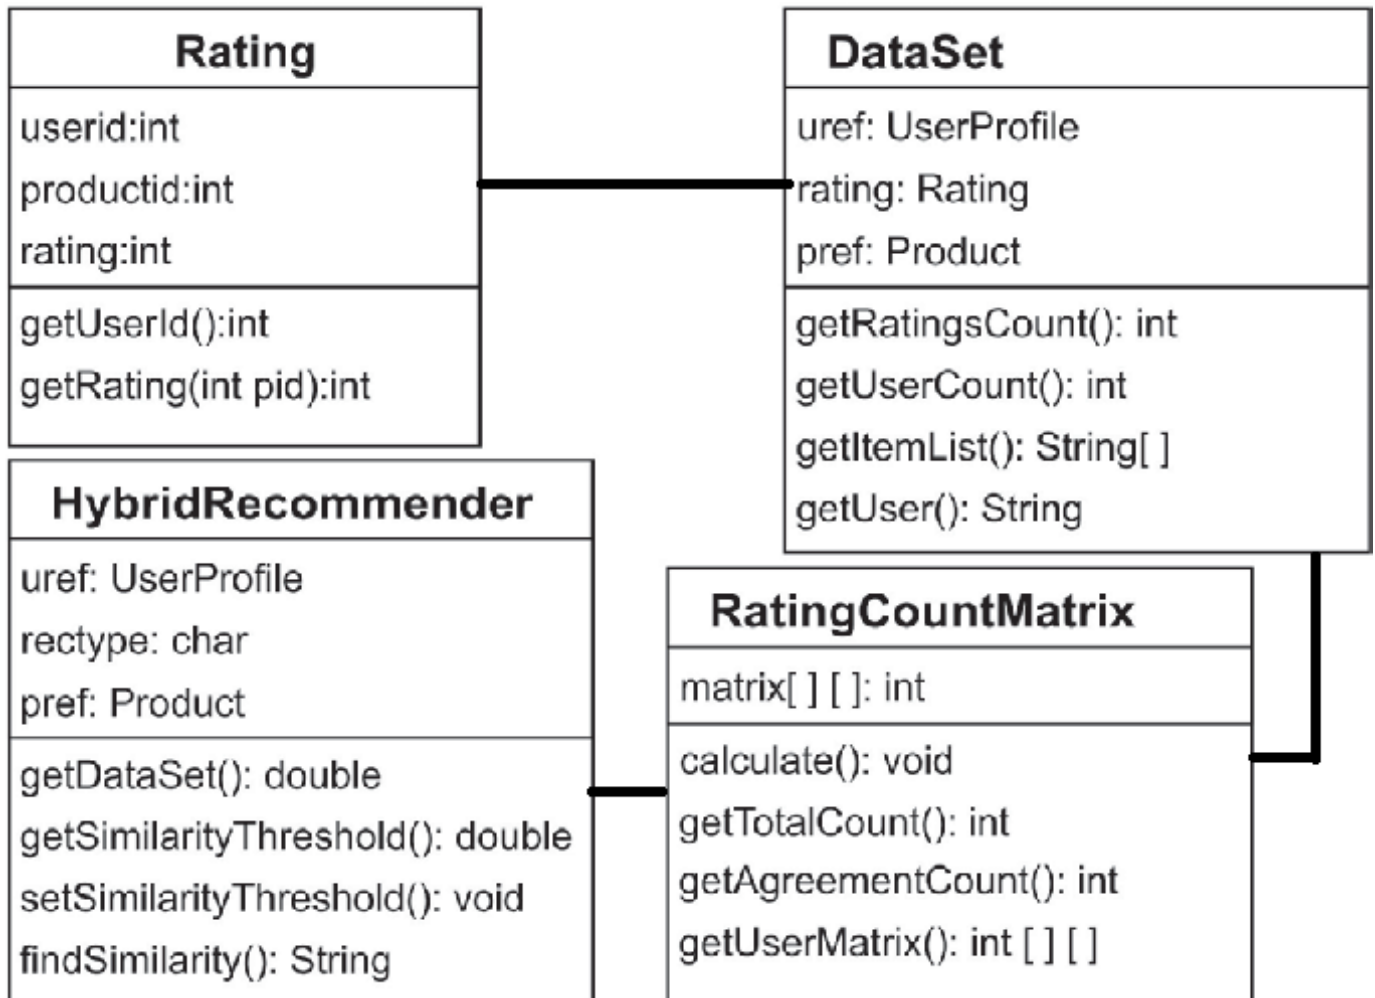 Rating
userid:int
productid:int
rating:int
getUserId():int
getRating(int pid):int
DataSet
uref: UserProfile
rating: Rating
pref: Product
getRatingsCount(): int
getUserCount(): int
getItemList(): String[ ]
getUser(): String
HybridRecommender
uref: UserProfile
rectype: char
pref: Product
getDataSet(): double
getSimilarityThreshold(): double
setSimilarityThreshold(): void
findSimilarity(): String
RatingCountMatrix
matrix[ ] [ ]: int
calculate(): void
getTotalCount(): int
getAgreementCount(): int
getUserMatrix(): int [ ] [ ]